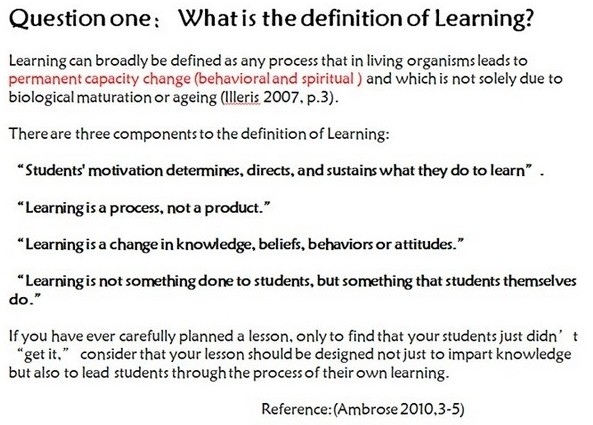 Question one： What is the definition of Learning?
Learning can broadly be defined as any process that in living organisms leads to
permanent capacity change (behavioral and spiritual ) and which is not solely due to
biological maturation or ageing (Illeris 2007, p.3).
There are three components to the definition of Learning:
“Students' motivation determines, directs, and sustains what they do to learn” .
“Learning is a process, not a product.”
“Learning is a change in knowledge, beliefs, behaviors or attitudes.”
“Learning is not something done to students, but something that students themselves
do.”
If you have ever carefully planned a lesson, only to find that your students just didn’ t
“get it,” consider that your lesson should be designed not just to impart knowledge
but also to lead students through the process of their own learning.
Reference:(Ambrose 2010,3-5)